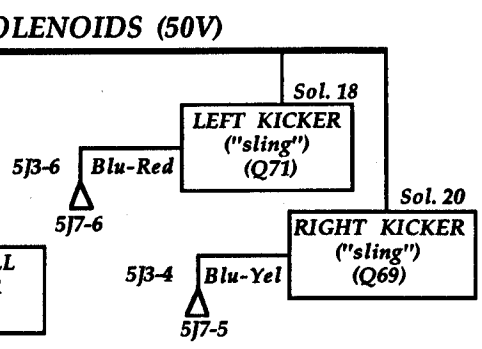 OLENOIDS (50V)
Sol. 18
LEFT KICKER
("sling")
(Q71)
5J3-6
Blu-Red
5J7-6
Sol. 20
RIGHT KICKER
("sling")
(Q69)
5J3-4
Blu-Yel
5J7-5